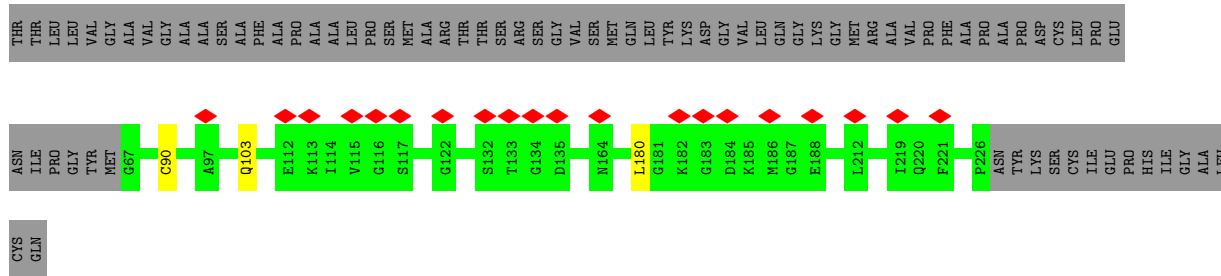 THR THR LEU LEU VAL GLY ALA VAL GLY ALA ALA SER ALA PHE ALA PRO ALA ALA LEU PRO SER MET ALA ARG THR THR SER ARG SER GLY VAL SER MET GLN LEU TYR LYS ASP GLY VAL LEU GLN GLY LYS GLY MET ARG ALA VAL PRO PHE ALA PRO ALA PRO ASP CYS LEU PRO GLU
ASN ILE PRO GLY TYR MET G67 C90 A97 Q103 E112 K113 I114 V115 G116 S117 G122 S132 T133 G134 D135 N164 L180 G181 K182 G183 D184 K185 M186 G187 E188 L212 I219 Q220 F221 P226 ASN TYR LYS SER CYS ILE GLU PRO HIS ILE GLY ALA
CYS GLN